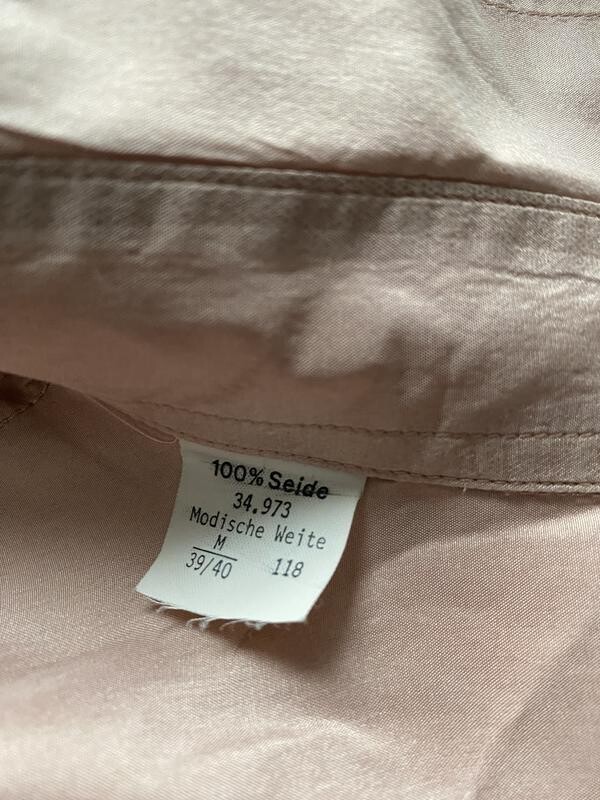 100% Seide
34.973
Modische Weite
M
39/40 118